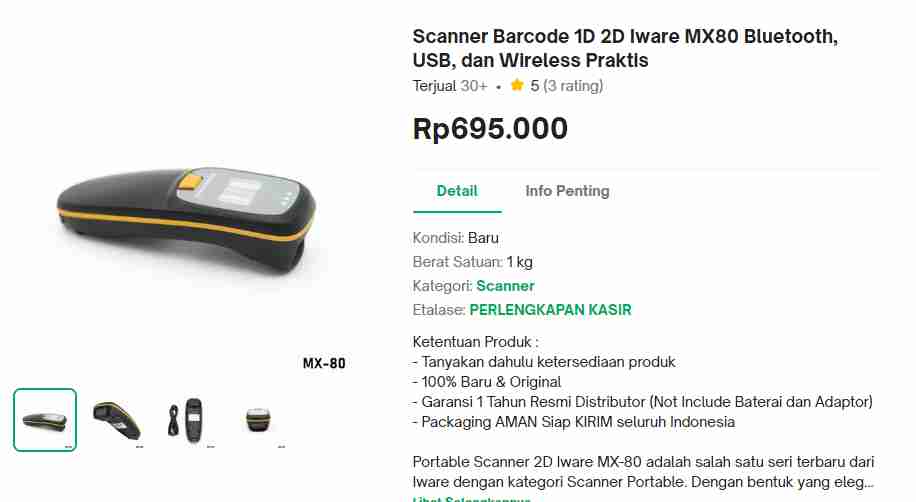 Scanner Barcode 1D 2D Iware MX80 Bluetooth,
USB, dan Wireless Praktis
Terjual 30+ • 5 (3 rating)
Rp695.000
Detail Info Penting
Kondisi: Baru
Berat Satuan: 1 kg
Kategori: Scanner
Etalase: PERLENGKAPAN KASIR
Ketentuan Produk :
- Tanyakan dahulu ketersediaan produk
- 100% Baru & Original
- Garansi 1 Tahun Resmi Distributor (Not Include Baterai dan Adaptor)
- Packaging AMAN Siap KIRIM seluruh Indonesia
Portable Scanner 2D Iware MX-80 adalah salah satu seri terbaru dari
Iware dengan kategori Scanner Portable. Dengan bentuk yang eleg...
Lihat Selengkapnya
MX-80